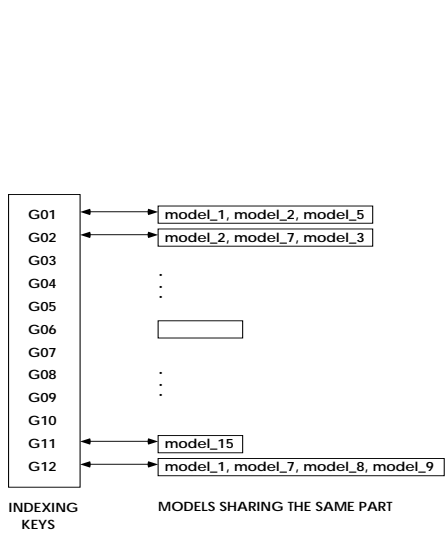 G01 model_1, model_2, model_5
G02 model_2, model_7, model_3
G03
G04
G05
G06
G07
G08
G09
G10
G11 model_15
G12 model_1, model_7, model_8, model_9
INDEXING KEYS
MODELS SHARING THE SAME PART